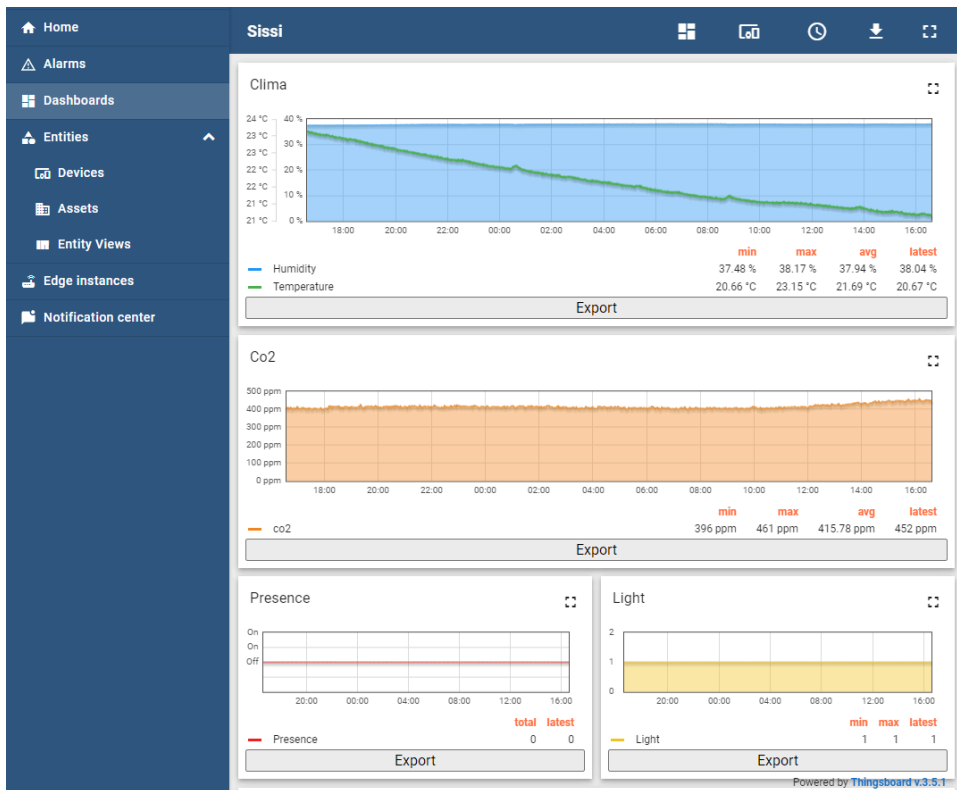 Home
Alarms
Dashboards
Entities
Devices
Assets
Entity Views
Edge instances
Notification center
Sissi
Clima
24 °C 40 %
23 °C
23 °C 30 %
22 °C
22 °C 20 %
21 °C 10 %
21 °C 0 %
18:00 20:00 22:00 00:00 02:00 04:00 06:00 08:00 10:00 12:00 14:00 16:00
min max avg latest
Humidity 37.48 % 38.17 % 37.94 % 38.04 %
Temperature 20.66 °C 23.15 °C 21.69 °C 20.67 °C
Export
Co2
500 ppm
400 ppm
300 ppm
200 ppm
100 ppm
0 ppm
18:00 20:00 22:00 00:00 02:00 04:00 06:00 08:00 10:00 12:00 14:00 16:00
min max avg latest
co2 396 ppm 461 ppm 415.78 ppm 452 ppm
Export
Presence
On
On
Off
20:00 00:00 04:00 08:00 12:00 16:00
total latest
Presence 0 0
Export
Light
2
1
0
20:00 00:00 04:00 08:00 12:00 16:00
min max latest
Light 1 1 1
Export
Powered by Thingsboard v.3.5.1